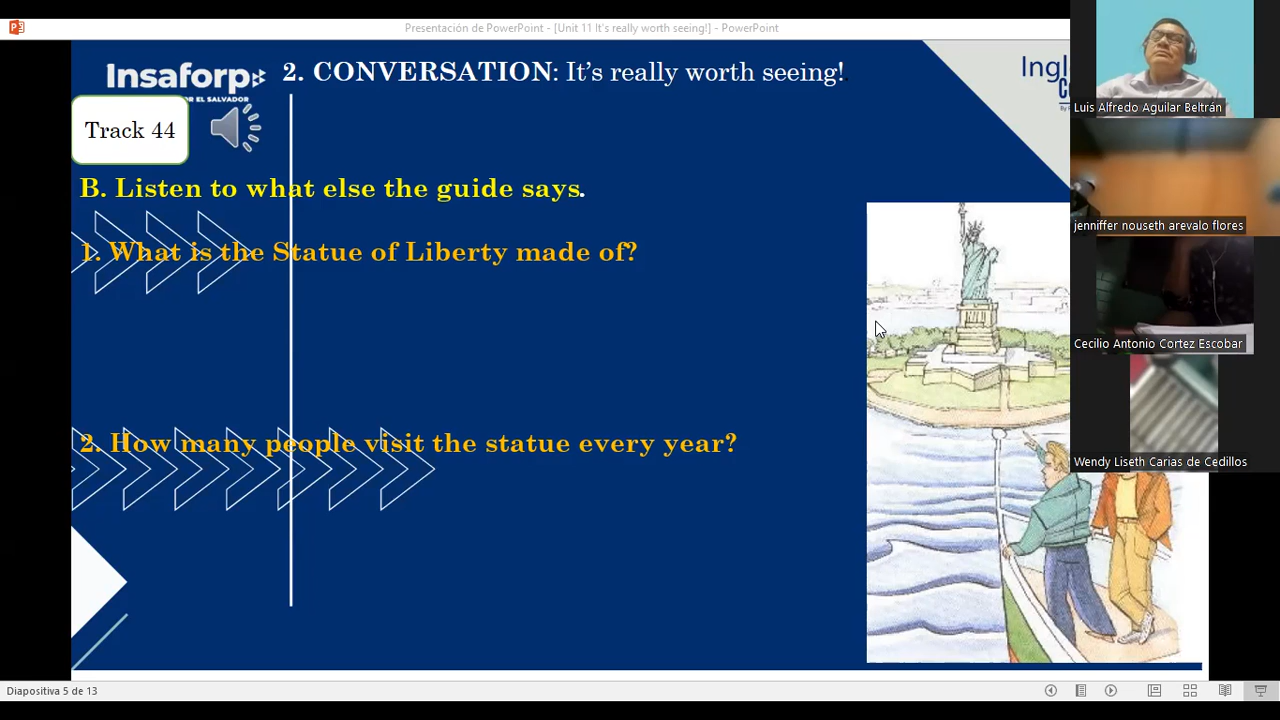 Presentación de PowerPoint - [Unit 11 It's really worth seeing!] - PowerPoint
Insaforp
POR EL SALVADOR
2. CONVERSATION: It's really worth seeing!
Track 44
B. Listen to what else the guide says.
1. What is the Statue of Liberty made of?
2. How many people visit the statue every year?
Luis Alfredo Aguilar Beltrán
jenniffer nouseth arevalo flores
Cecilio Antonio Cortez Escobar
Wendy Liseth Carias de Cedillos
Diapositiva 5 de 13